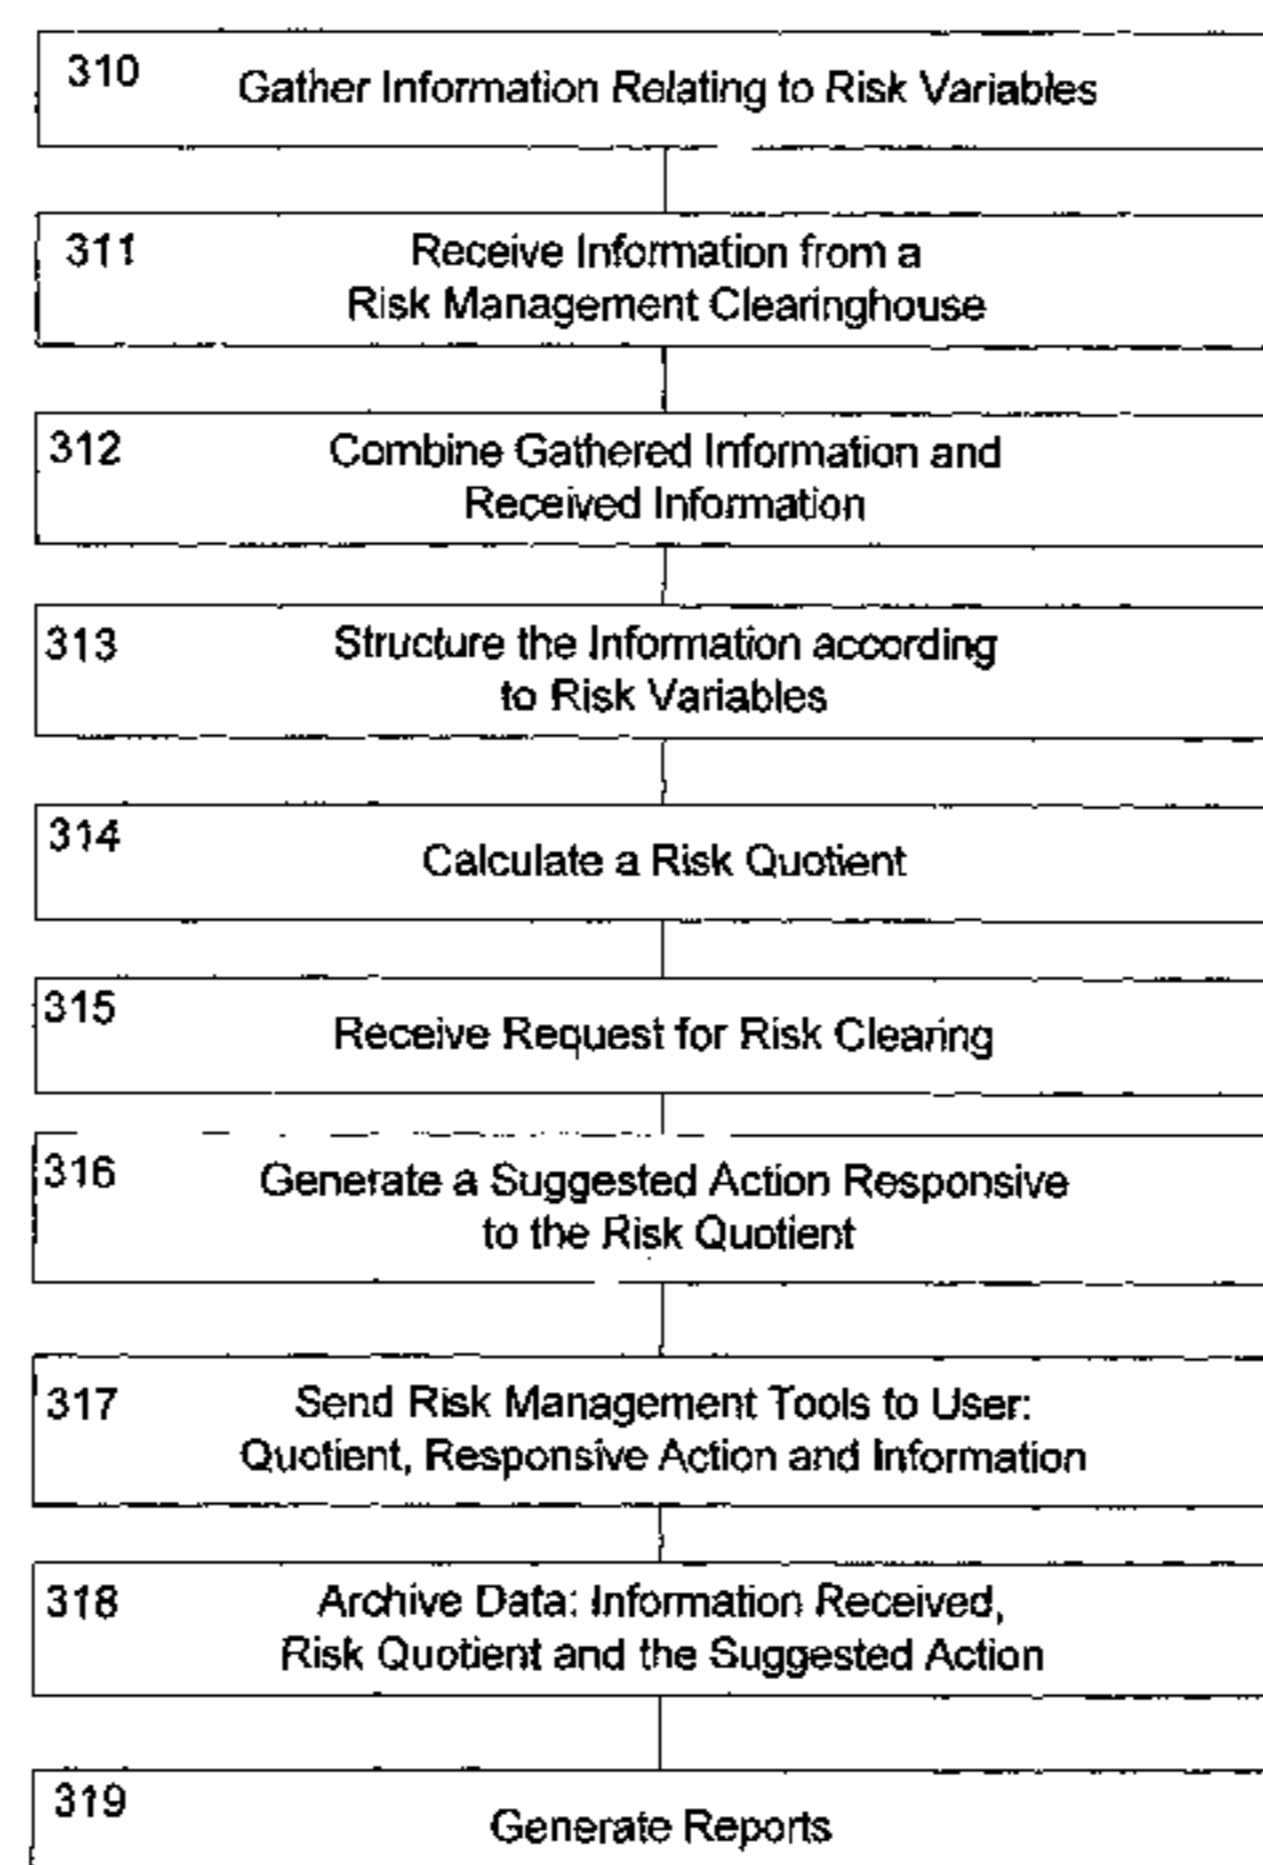 310 Gather Information Relating to Risk Variables
311 Receive Information from a
Risk Management Clearinghouse
312 Combine Gathered Information and
Received Information
313 Structure the Information according
to Risk Variables
314
Calculate a Risk Quotient
315
Receive Request for Risk Clearing
316 Generate a Suggested Action Responsive
to the Risk Quotient
317 Send Risk Management Tools to User:
Quotient, Responsive Action and Information
318 Archive Data: Information Received,
Risk Quotient and the Suggested Action
319
Generate Reports